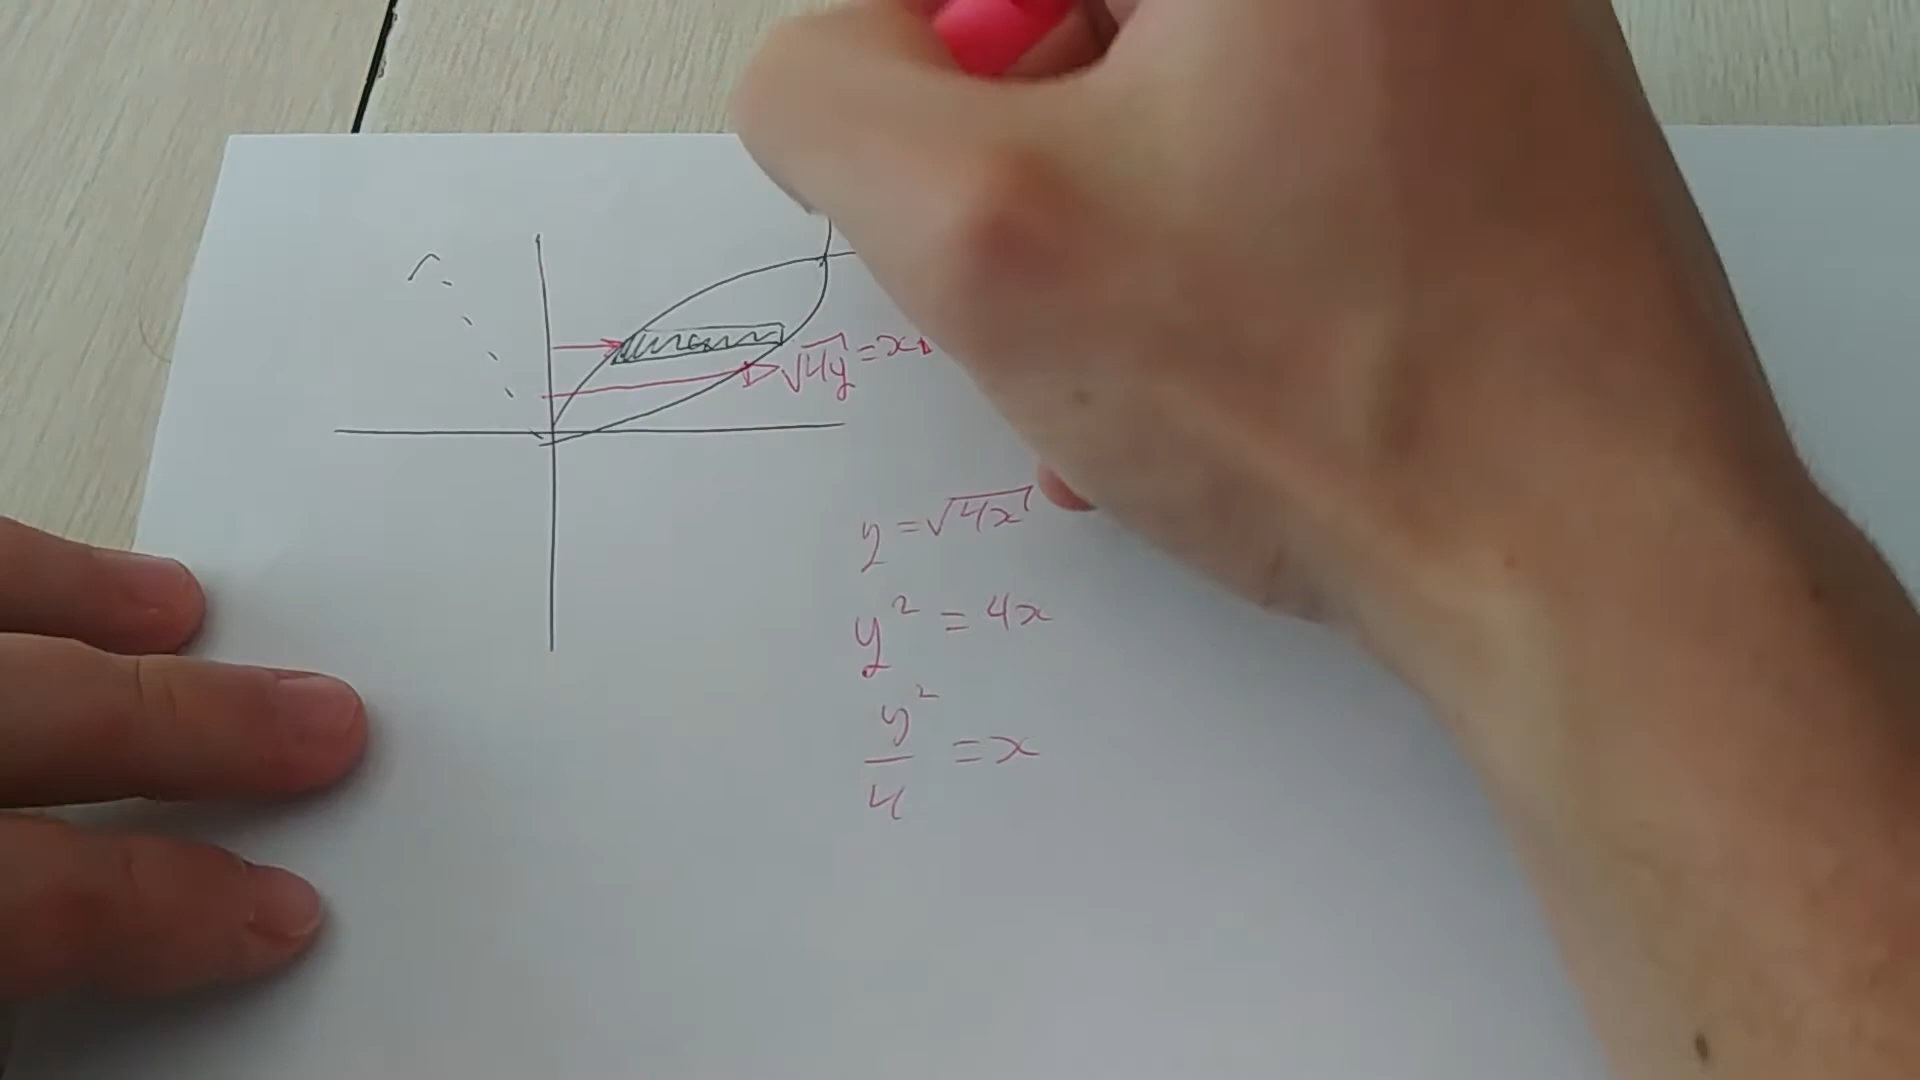 √4y = x
y = √4x
y² = 4x
y²/4 = x